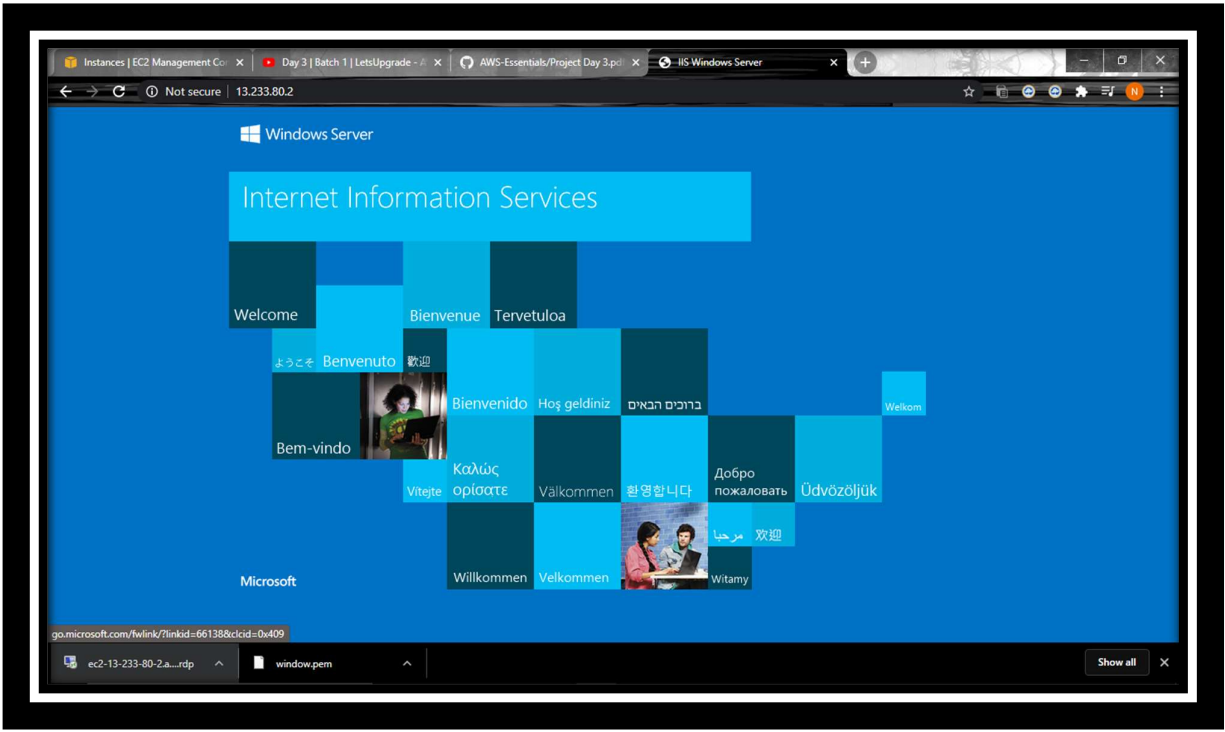 Instances | EC2 Management Cor
Day 3 | Batch 1 | LetsUpgrade - A
AWS-Essentials/Project Day 3.pdf
IIS Windows Server
Not secure | 13.233.80.2
N
Windows Server
Internet Information Services
Welcome
Bienvenue
Tervetuloa
ようこそ
Benvenuto
歡迎
Bienvenido
Hoş geldiniz
ברוכים הבאים
Welkom
Bem-vindo
Vítejte
Καλώς
ορίσατε
Välkommen
환영합니다
Добро
пожаловать
Üdvözöljük
مرحبا
欢迎
Willkommen
Velkommen
Witamy
Microsoft
go.microsoft.com/fwlink/?linkid=66138&clcid=0x409
ec2-13-233-80-2.a....rdp
window.pem
Show all